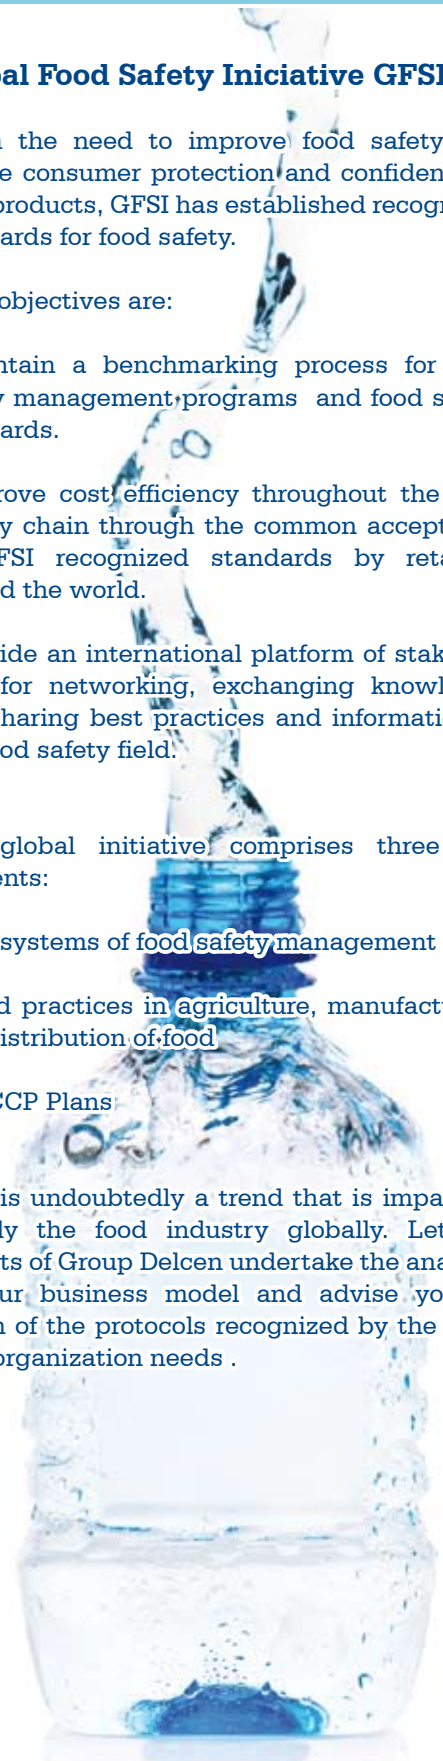 al Food Safety Iniciative GFSI
the need to improve food safety
e consumer protection and confiden
products, GFSI has established recogn
ards for food safety.
objectives are:
ntain a benchmarking process for
y management programs and food s
ards.
rove cost efficiency throughout the
y chain through the common accept
FSI recognized standards by reta
d the world.
ide an international platform of stak
for networking, exchanging knowl
haring best practices and informati
od safety field.
global initiative comprises three
ents:
systems of food safety management
d practices in agriculture, manufact
istribution of food
CCP Plans
is undoubtedly a trend that is impa
ly the food industry globally. Let
ts of Group Delcen undertake the ana
ur business model and advise yo
n of the protocols recognized by the
organization needs .